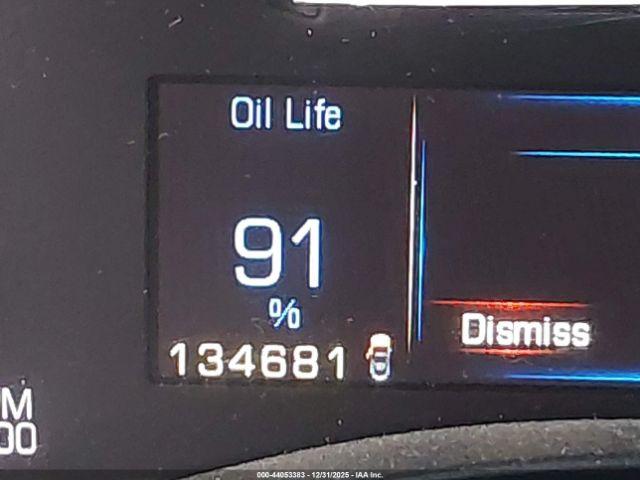 Oil Life
91
%
134681
Dismiss
M
00
000-44053383 - 12/31/2025 - IAA Inc.